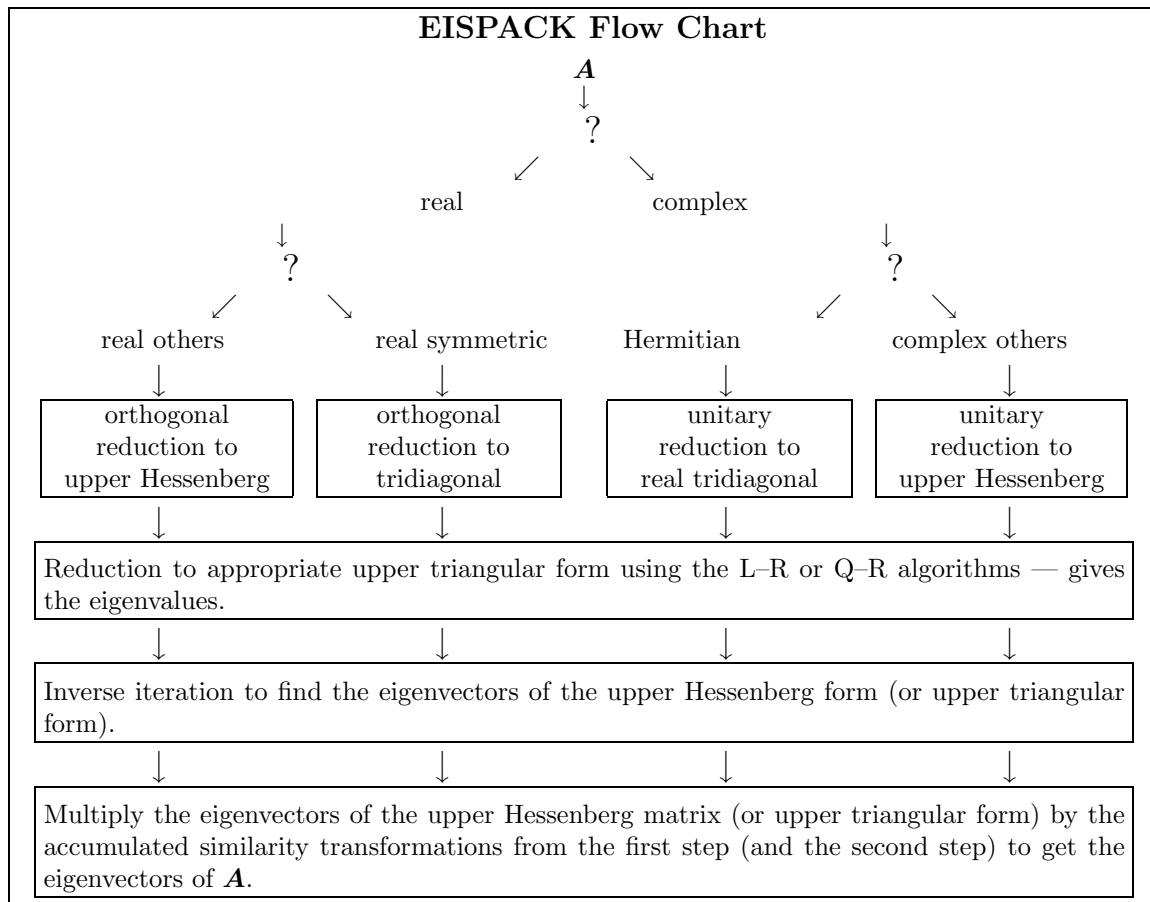 EISPACK Flow Chart
A
↓
?
↙ ↘
real complex
↓ ↓
? ?
↙ ↘ ↙ ↘
real others real symmetric Hermitian complex others
↓ ↓ ↓ ↓
orthogonal
reduction to
upper Hessenberg
orthogonal
reduction to
tridiagonal
unitary
reduction to
real tridiagonal
unitary
reduction to
upper Hessenberg
↓ ↓ ↓ ↓
Reduction to appropriate upper triangular form using the L–R or Q–R algorithms — gives
the eigenvalues.
↓ ↓ ↓ ↓
Inverse iteration to find the eigenvectors of the upper Hessenberg form (or upper triangular
form).
↓ ↓ ↓ ↓
Multiply the eigenvectors of the upper Hessenberg matrix (or upper triangular form) by the
accumulated similarity transformations from the first step (and the second step) to get the
eigenvectors of A.